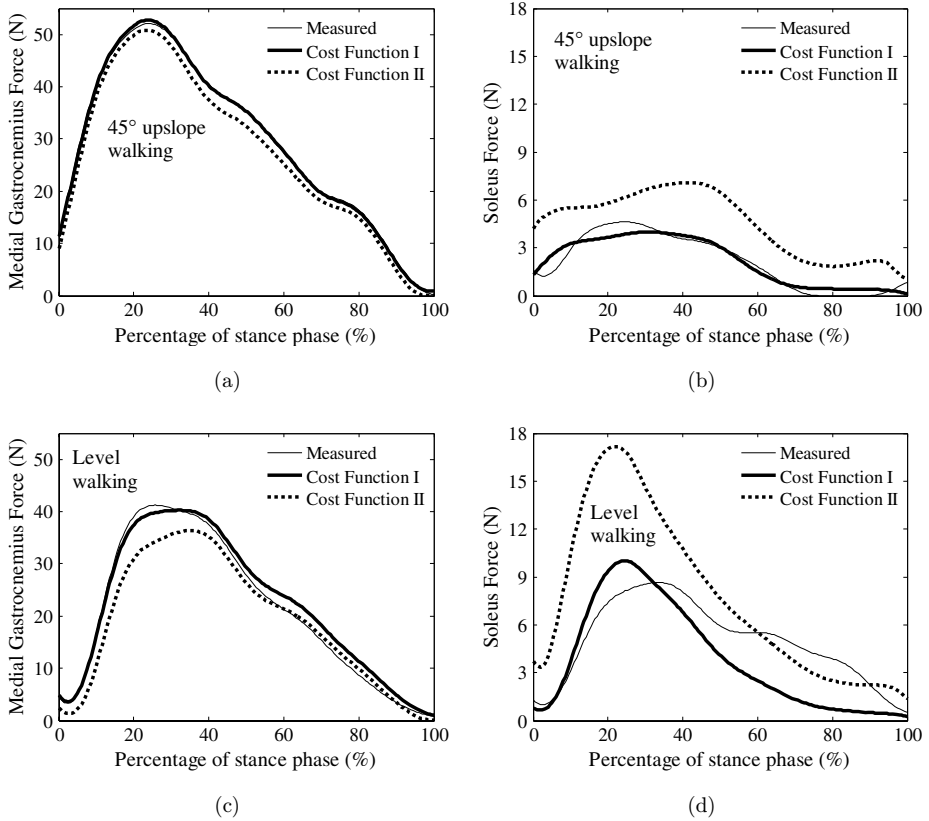 Medial Gastrocnemius Force (N)
50
40
30
20
10
0
Measured
Cost Function I
Cost Function II
45° upslope
walking
0 20 40 60 80 100
Percentage of stance phase (%)
(a)
Soleus Force (N)
18
15
12
9
6
3
0
45° upslope
walking
Measured
Cost Function I
Cost Function II
0 20 40 60 80 100
Percentage of stance phase (%)
(b)
Medial Gastrocnemius Force (N)
50
40
30
20
10
0
Level
walking
Measured
Cost Function I
Cost Function II
0 20 40 60 80 100
Percentage of stance phase (%)
(c)
Soleus Force (N)
18
15
12
9
6
3
0
Measured
Cost Function I
Cost Function II
Level
walking
0 20 40 60 80 100
Percentage of stance phase (%)
(d)